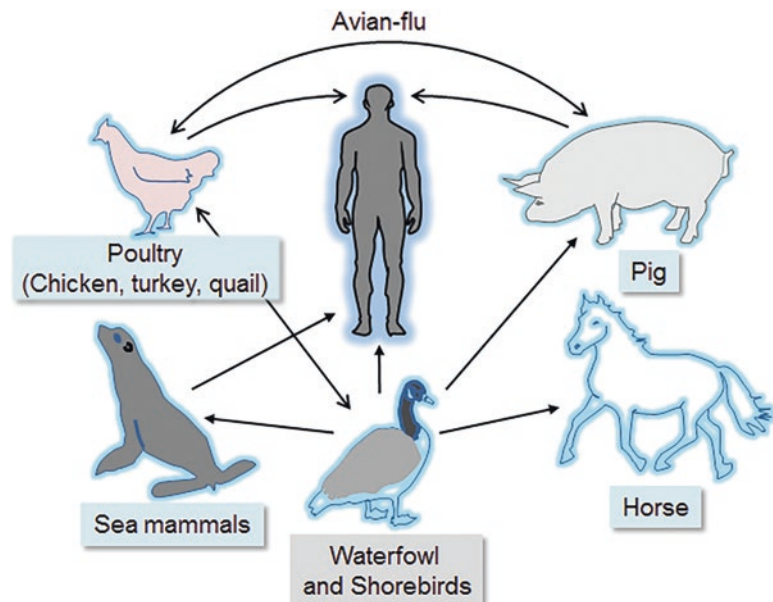 Avian-flu
Poultry
(Chicken, turkey, quail)
Pig
Sea mammals
Horse
Waterfowl
and Shorebirds